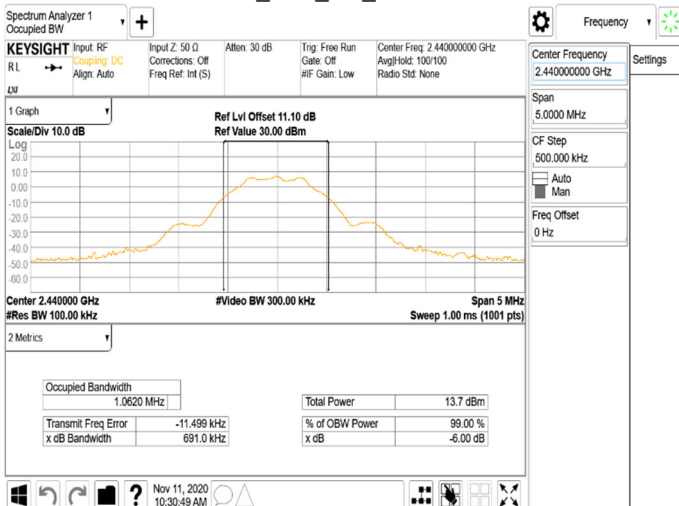 Spectrum Analyzer 1
Occupied BW
+
Frequency
KEYSIGHT
Input: RF
Coupling: DC
Align: Auto
Input Z: 50 Ω
Corrections: Off
Freq Ref: Int (S)
Atten: 30 dB
Trig: Free Run
Gate: Off
#IF Gain: Low
Center Freq: 2.440000000 GHz
Avg|Hold: 100/100
Radio Std: None
RL
LXI
Center Frequency
2.440000000 GHz
Settings
Span
5.0000 MHz
CF Step
500.000 kHz
Auto
Man
Freq Offset
0 Hz
1 Graph
Scale/Div 10.0 dB
Ref Lvl Offset 11.10 dB
Ref Value 30.00 dBm
Log
20.0
10.0
0.00
-10.0
-20.0
-30.0
-40.0
-50.0
-60.0
Center 2.440000 GHz
#Res BW 100.00 kHz
#Video BW 300.00 kHz
Span 5 MHz
Sweep 1.00 ms (1001 pts)
2 Metrics
Occupied Bandwidth
1.0620 MHz
Total Power 13.7 dBm
Transmit Freq Error -11.499 kHz
% of OBW Power 99.00 %
x dB Bandwidth 691.0 kHz
x dB -6.00 dB
?
Nov 11, 2020
10:30:49 AM